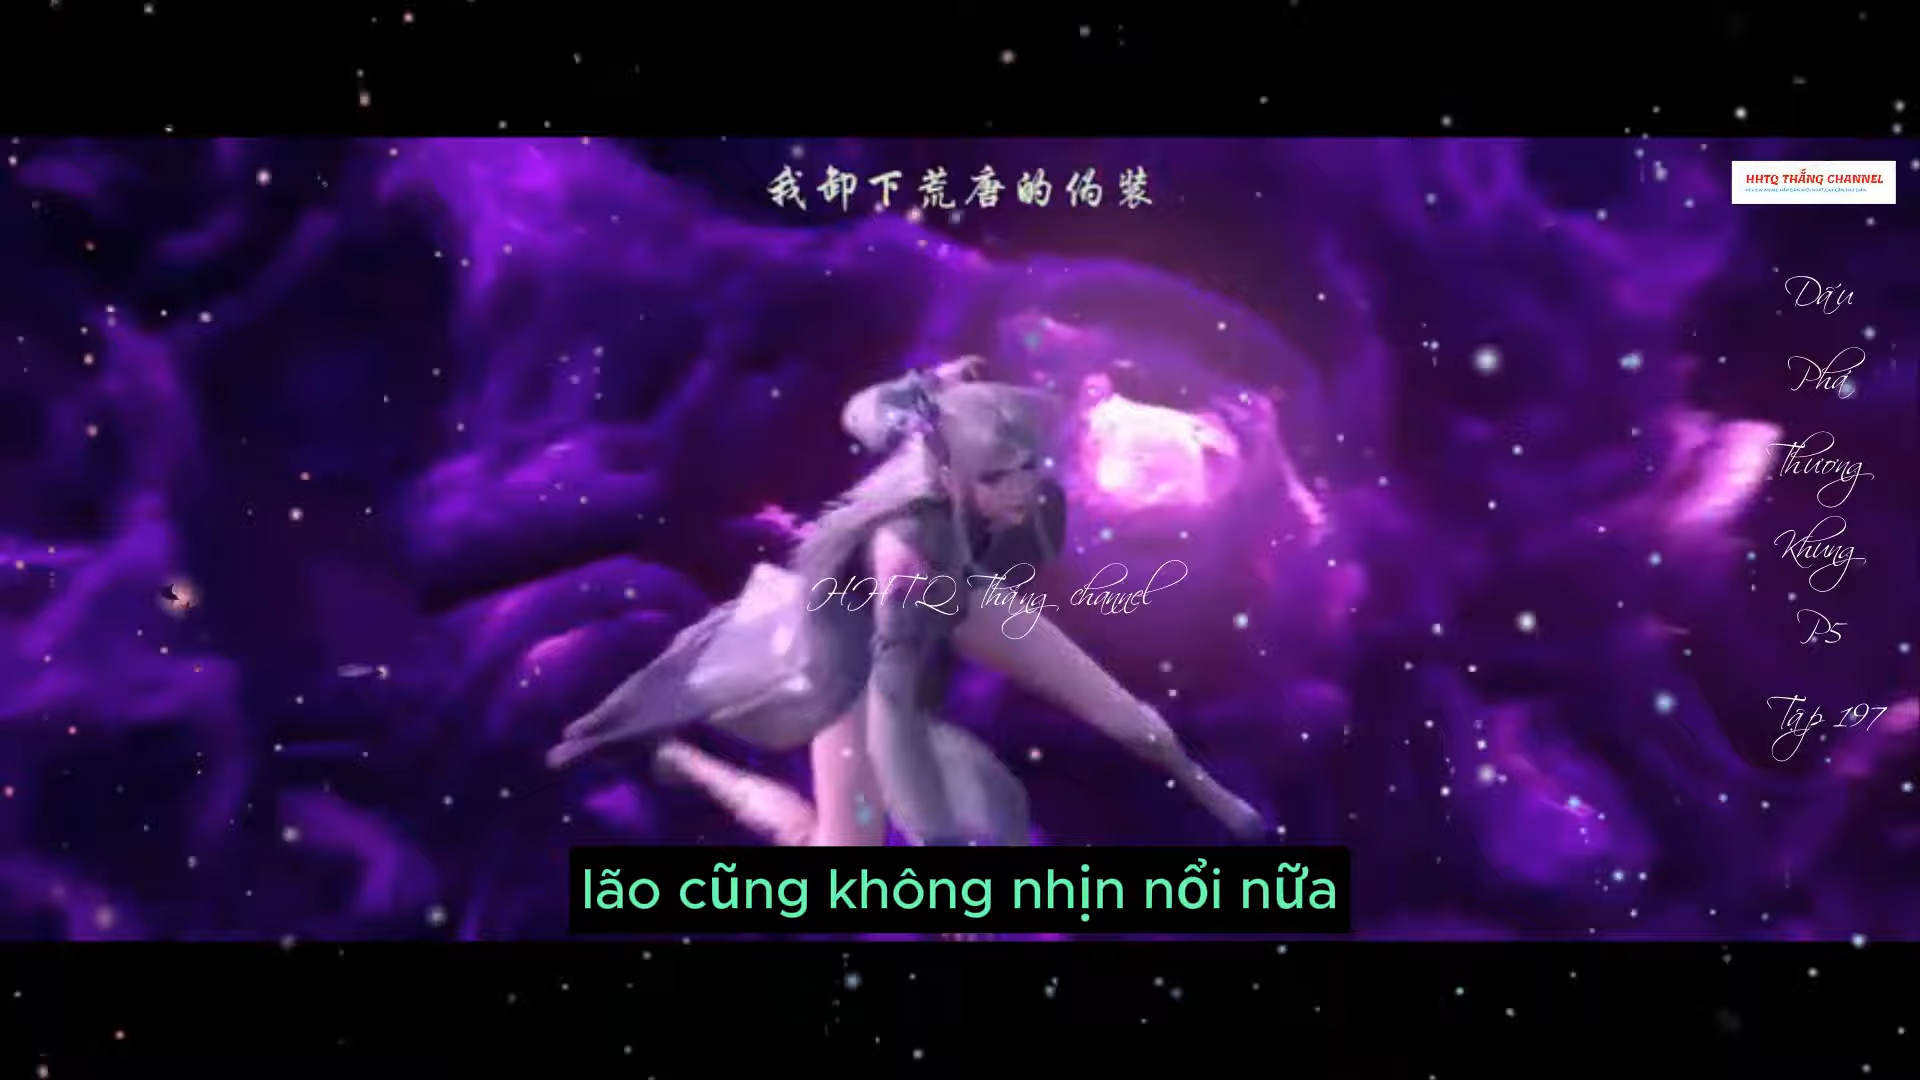 我卸下荒唐的伪装
HHTQ THẮNG CHANNEL
Dấu
Phá
Thương
Khung
P5
Tập 197
HHTQ Thắng channel
lão cũng không nhịn nổi nữa